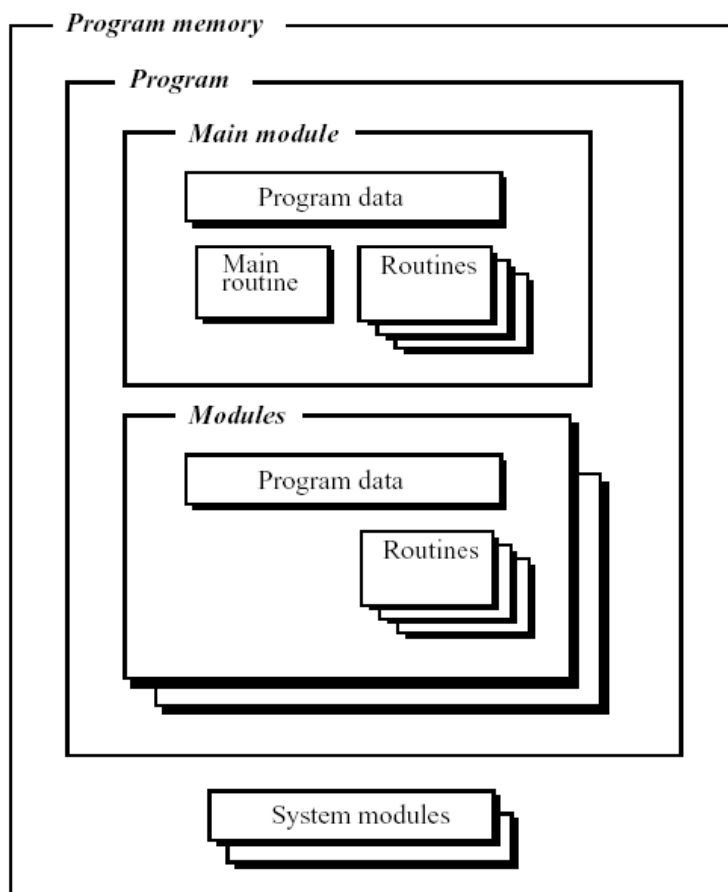 Program memory
Program
Main module
Program data
Main
routine
Routines
Modules
Program data
Routines
System modules